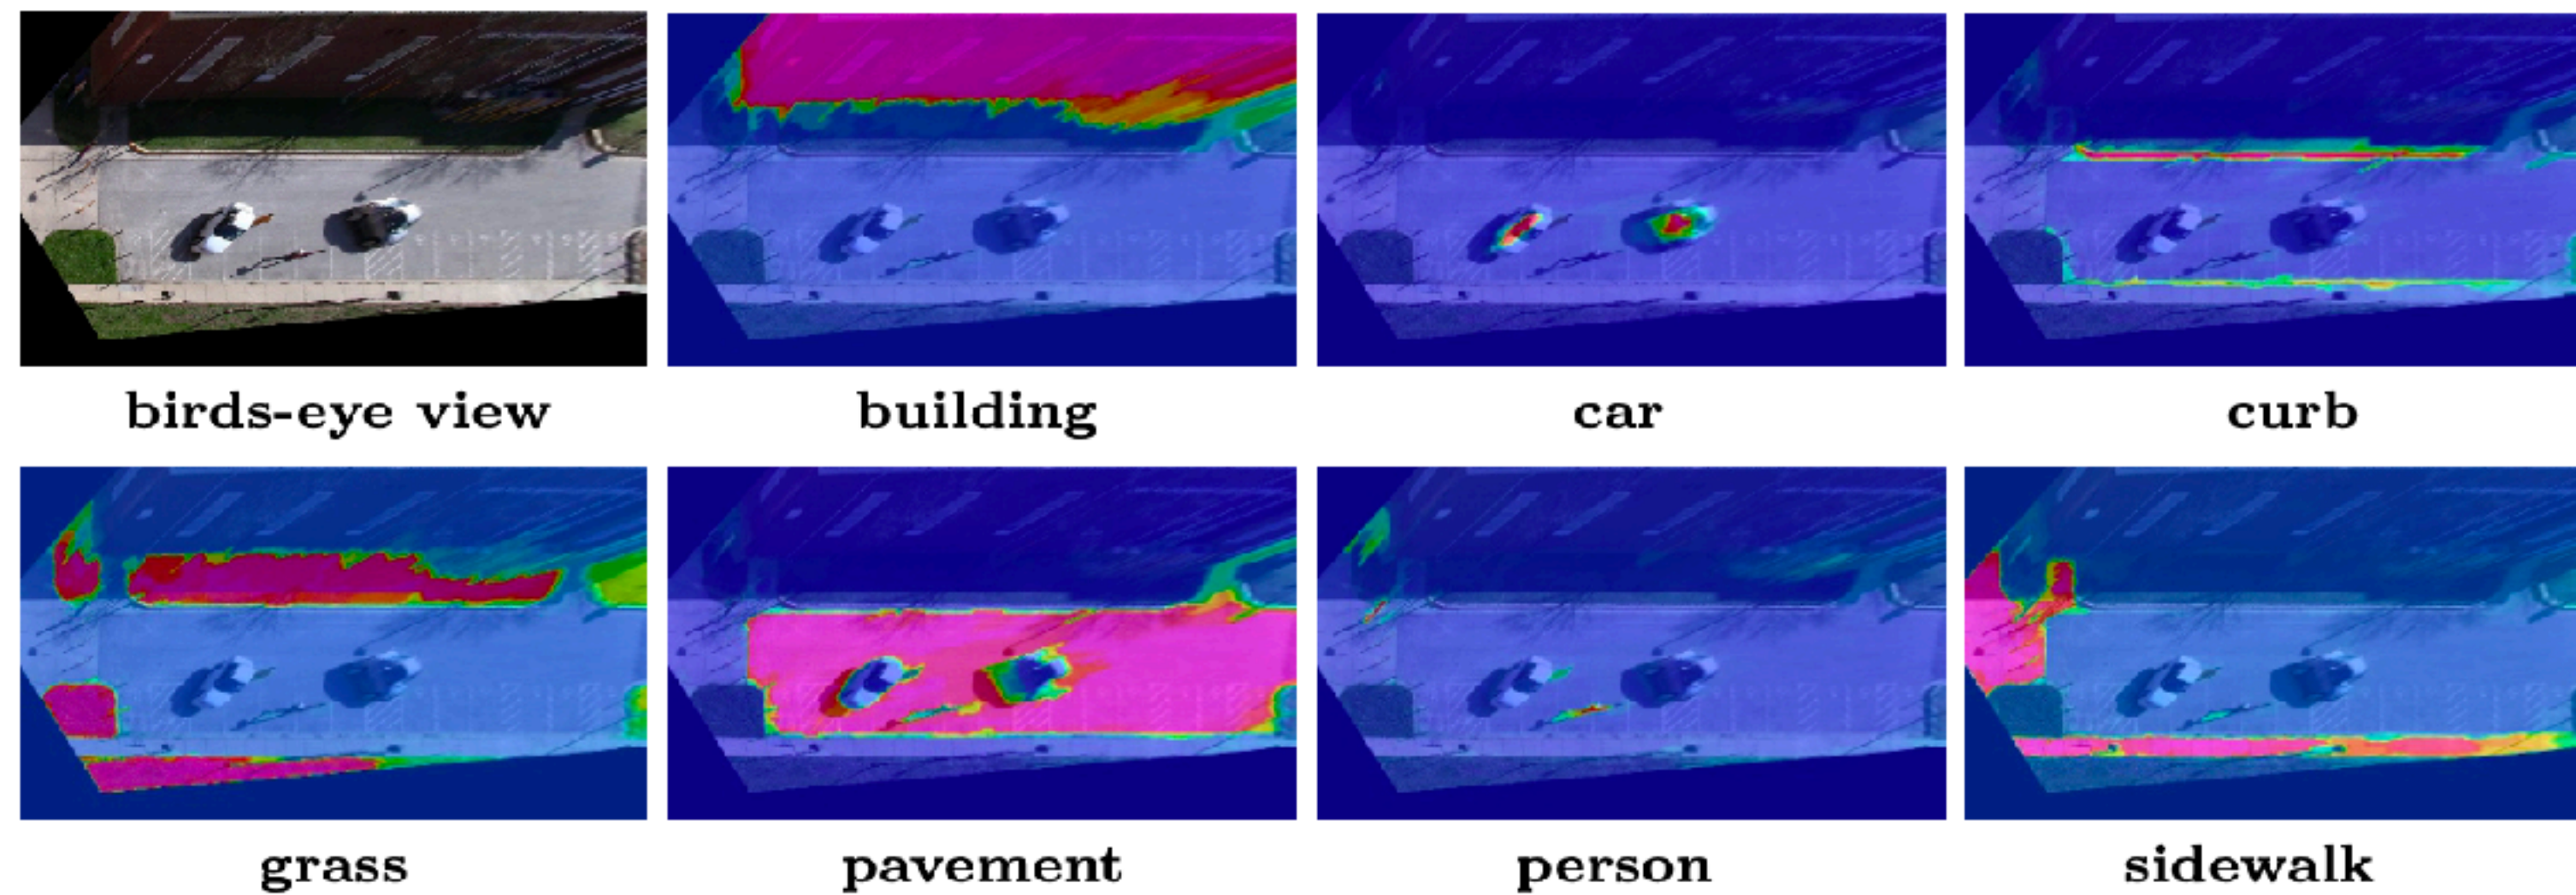 birds-eye view
building
car
curb
grass
pavement
person
sidewalk